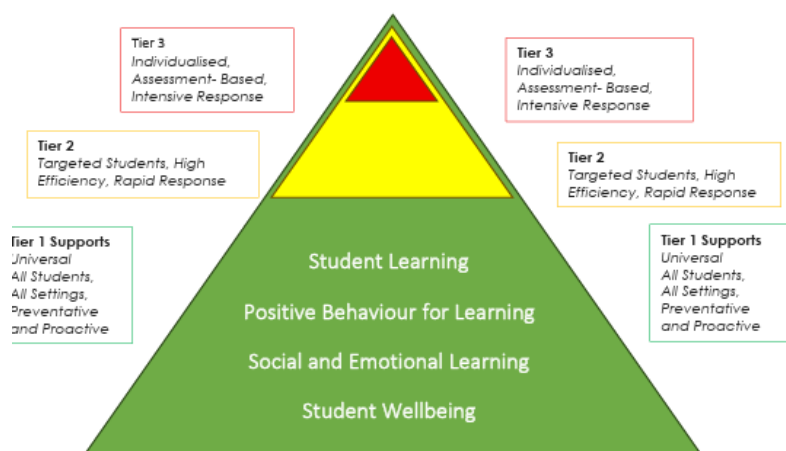 Tier 3
Individualised,
Assessment- Based,
Intensive Response
Tier 2
Targeted Students, High
Efficiency, Rapid Response
Tier 1 Supports
Universal
All Students,
All Settings,
Preventative
and Proactive
Student Learning
Positive Behaviour for Learning
Social and Emotional Learning
Student Wellbeing
Tier 3
Individualised,
Assessment- Based,
Intensive Response
Tier 2
Targeted Students, High
Efficiency, Rapid Response
Tier 1 Supports
Universal
All Students,
All Settings,
Preventative
and Proactive